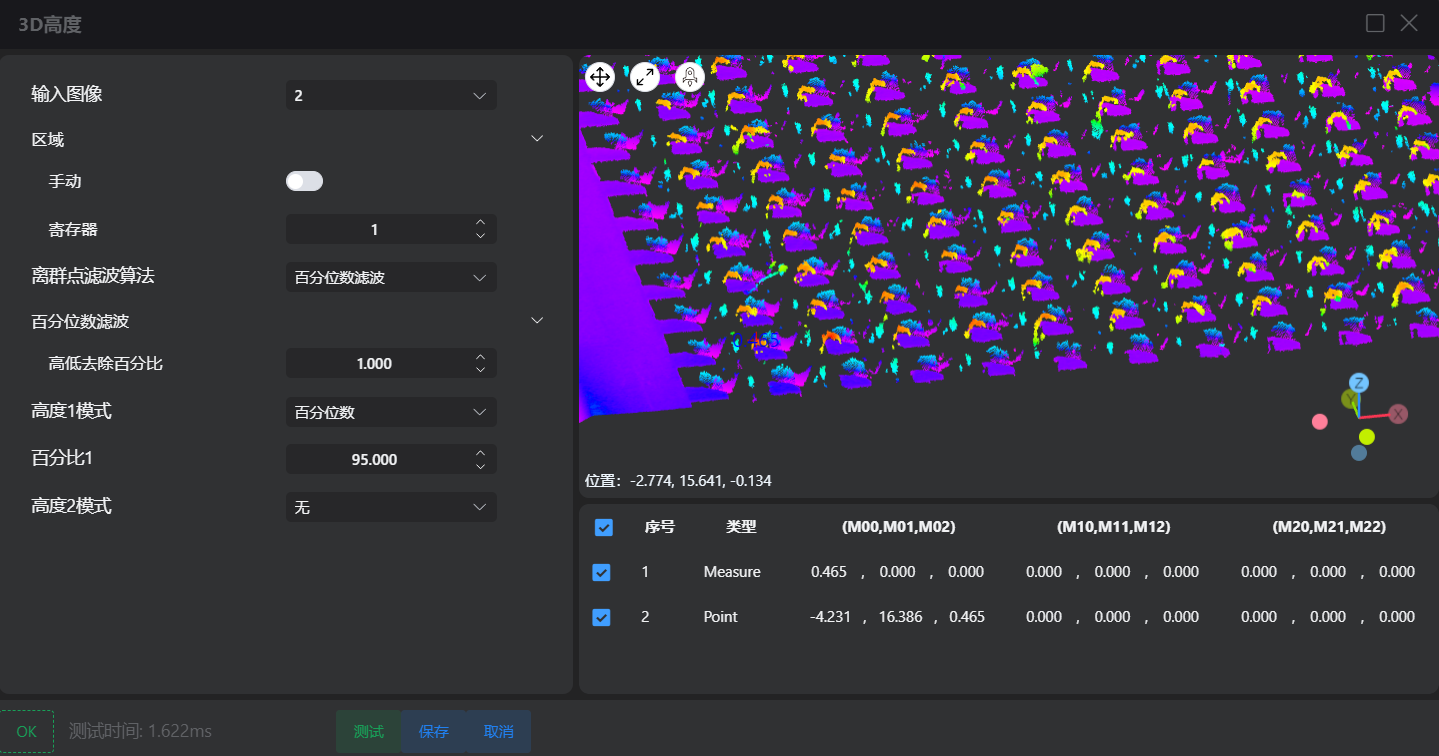 3D高度
输入图像 2
区域
手动
寄存器 1
离群点滤波算法 百分位数滤波
百分位数滤波
高低去除百分比 1.000
高度1模式 百分位数
百分比1 95.000
高度2模式 无
0.465
Z
Y
X
位置: -2.774, 15.641, -0.134
序号 类型 (M00,M01,M02) (M10,M11,M12) (M20,M21,M22)
1 Measure 0.465 , 0.000 , 0.000 0.000 , 0.000 , 0.000 0.000 , 0.000 , 0.000
2 Point -4.231 , 16.386 , 0.465 0.000 , 0.000 , 0.000 0.000 , 0.000 , 0.000
OK 测试时间: 1.622ms 测试 保存 取消